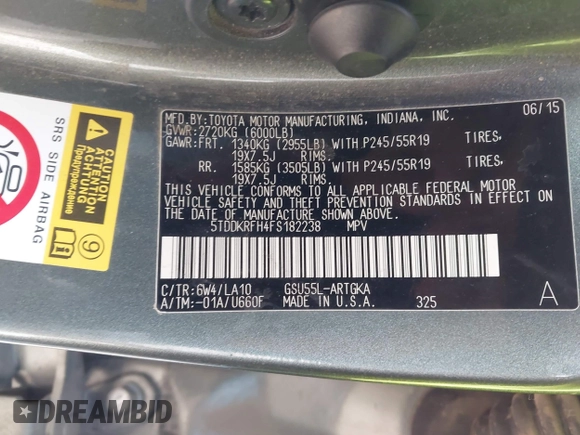 MFD.BY:TOYOTA MOTOR MANUFACTURING, INDIANA, INC. 06/15
GVWR:2720KG (6000LB)
GAWR:FRT. 1340KG (2955LB) WITH P245/55R19 TIRES,
19X7.5J RIMS.
RR. 1585KG (3505LB) WITH P245/55R19 TIRES,
19X7.5J RIMS.
THIS VEHICLE CONFORMS TO ALL APPLICABLE FEDERAL MOTOR
VEHICLE SAFETY AND THEFT PREVENTION STANDARDS IN EFFECT ON
THE DATE OF MANUFACTURE SHOWN ABOVE.
5TDDKRFH4FS182238 MPV
C/TR:6W4/LA10 GSU55L-ARTGKA
A/TM:-01A/U660F MADE IN U.S.A. 325 A
SRS SIDE AIRBAG
CAUTION
ATTENTION
ACHTUNG
Предупреждение
9
DREAMBID